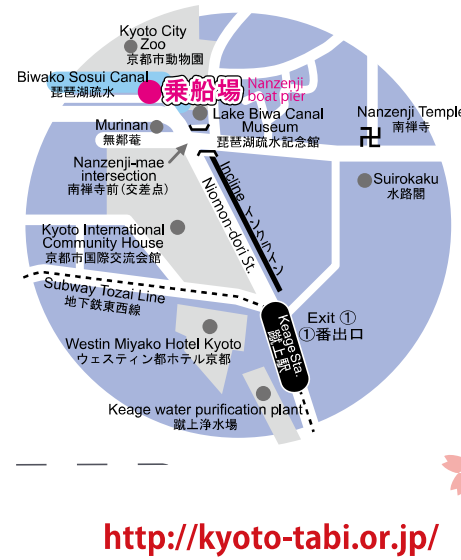 Kyoto City
Zoo
京都市動物園
Biwako Sosui Canal
琵琶湖疏水
乗船場
Nanzenji
boat pier
Lake Biwa Canal
Museum
琵琶湖疏水記念館
Nanzenji Temple
南禅寺
卍
Murinan
無鄰菴
Nanzenji-mae
intersection
南禅寺前(交差点)
Suirokaku
水路閣
Incline インクライン
Niomon-dori St.
Kyoto International
Community House
京都市国際交流会館
Subway Tozai Line
地下鉄東西線
Keage Sta.
蹴上駅
Exit ①
①番出口
Westin Miyako Hotel Kyoto
ウェスティン都ホテル京都
Keage water purification plant
蹴上浄水場
http://kyoto-tabi.or.jp/